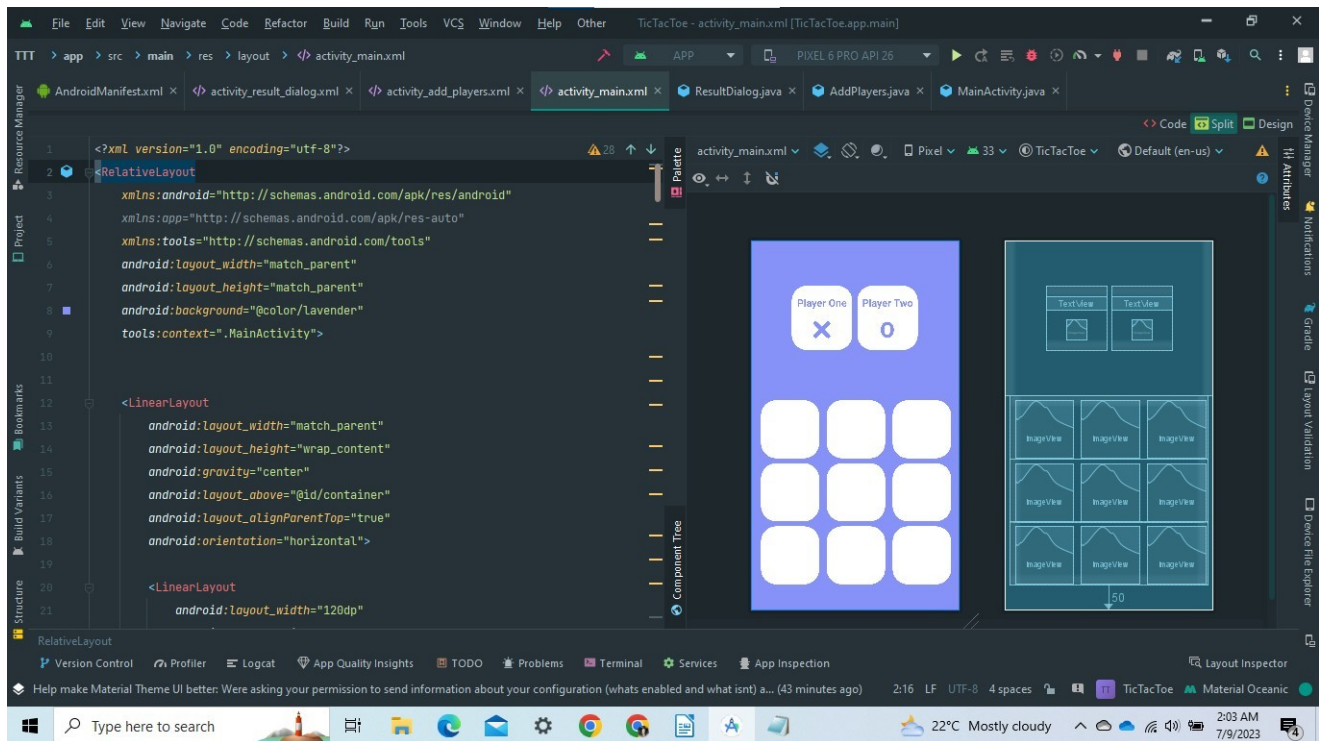 File Edit View Navigate Code Refactor Build Run Tools VCS Window Help Other TicTacToe - activity_main.xml [TicTacToe.app.main]
TTT > app > src > main > res > layout > activity_main.xml APP PIXEL 6 PRO API 26
AndroidManifest.xml activity_result_dialog.xml activity_add_players.xml activity_main.xml ResultDialog.java AddPlayers.java MainActivity.java
Code Split Design
activity_main.xml Pixel 33 TicTacToe Default (en-us)
28
1 <?xml version="1.0" encoding="utf-8"?>
2 <RelativeLayout
3 xmlns:android="http://schemas.android.com/apk/res/android"
4 xmlns:app="http://schemas.android.com/apk/res-auto"
5 xmlns:tools="http://schemas.android.com/tools"
6 android:layout_width="match_parent"
7 android:layout_height="match_parent"
8 android:background="@color/lavender"
9 tools:context=".MainActivity">
10
11
12 <LinearLayout
13 android:layout_width="match_parent"
14 android:layout_height="wrap_content"
15 android:gravity="center"
16 android:layout_above="@id/container"
17 android:layout_alignParentTop="true"
18 android:orientation="horizontal">
19
20 <LinearLayout
21 android:layout_width="120dp"
Resource Manager
Project
Bookmarks
Build Variants
Structure
Palette
Component Tree
Player One Player Two
X O
TextView TextView
ImageView ImageView ImageView
ImageView ImageView ImageView
ImageView ImageView ImageView
50
Attributes
Device Manager
Notifications
Gradle
Layout Validation
Device File Explorer
RelativeLayout
Version Control Profiler Logcat App Quality Insights TODO Problems Terminal Services App Inspection Layout Inspector
Help make Material Theme UI better: Were asking your permission to send information about your configuration (whats enabled and what isnt) a... (43 minutes ago) 2:16 LF UTF-8 4 spaces TT TicTacToe Material Oceanic
Type here to search 22°C Mostly cloudy 2:03 AM
7/9/2023
4